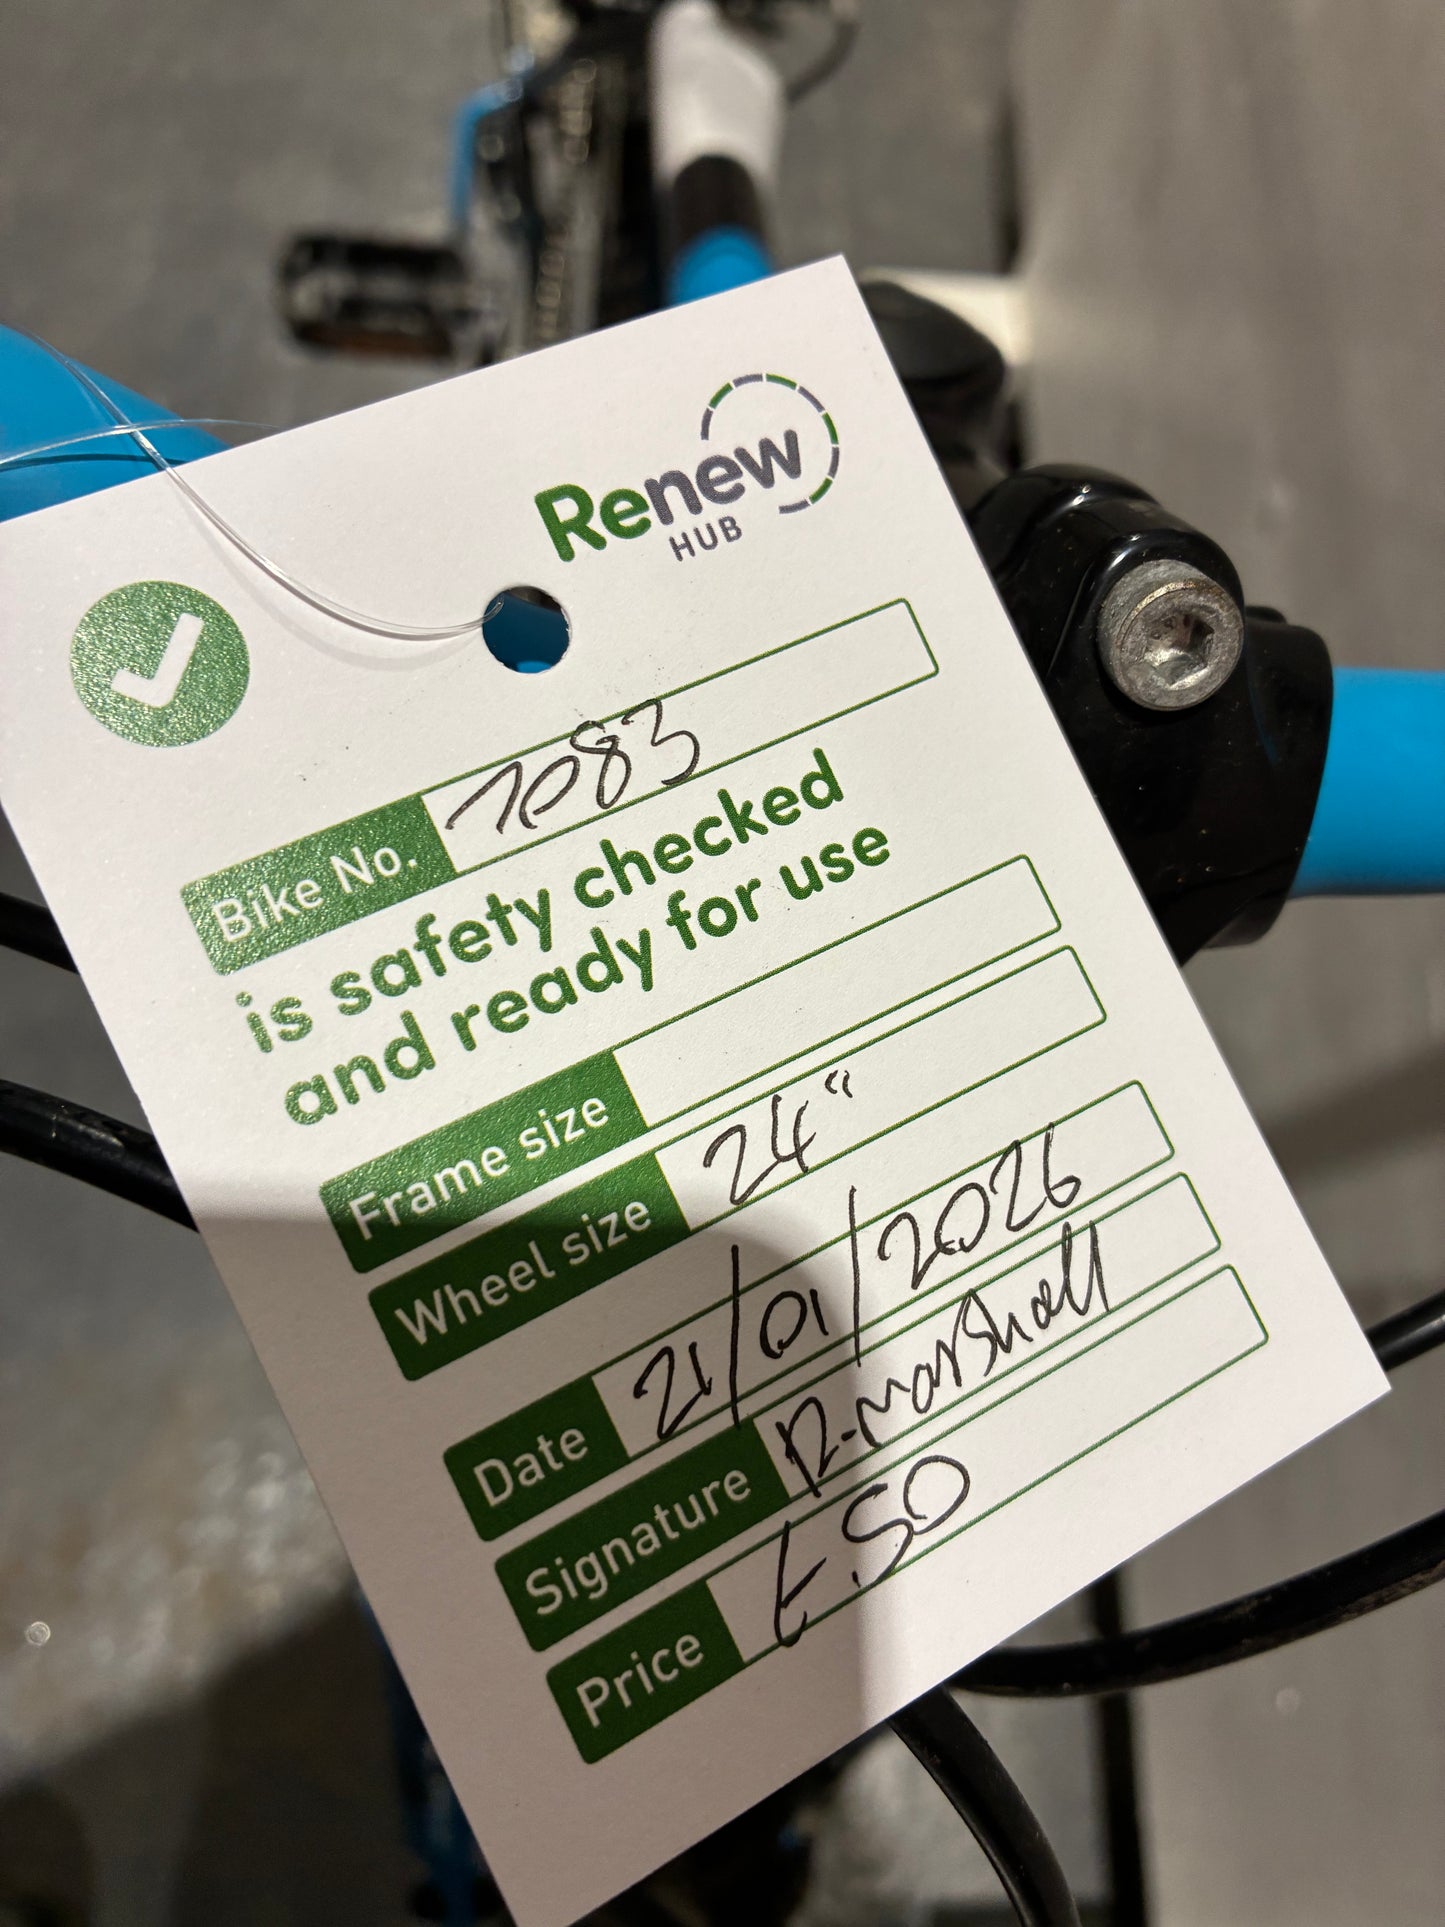 Renew
HUB
Bike No. 7083
is safety checked
and ready for use
Frame size
Wheel size 24"
Date 21/01/2026
Signature R. Marshall
Price £50